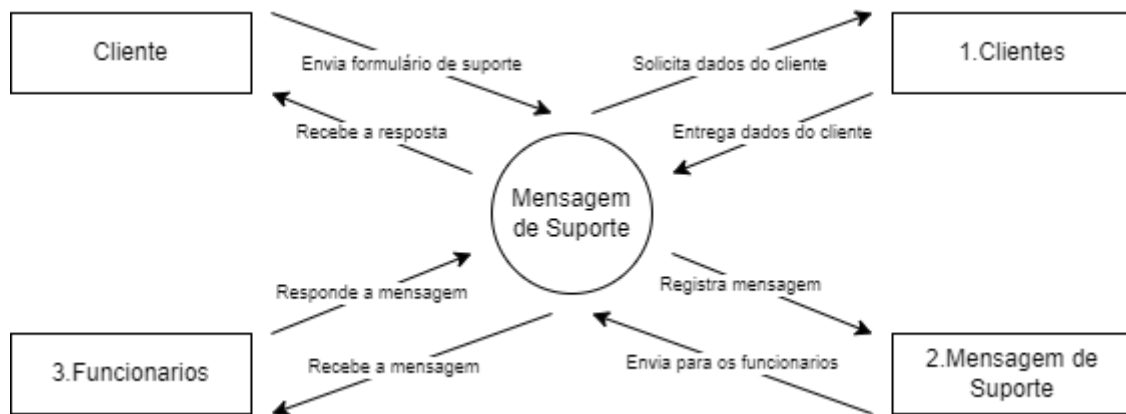 Cliente
1.Clientes
Envia formulário de suporte
Solicita dados do cliente
Recebe a resposta
Entrega dados do cliente
Mensagem
de Suporte
Responde a mensagem
Registra mensagem
Recebe a mensagem
Envia para os funcionarios
3.Funcionarios
2.Mensagem de
Suporte